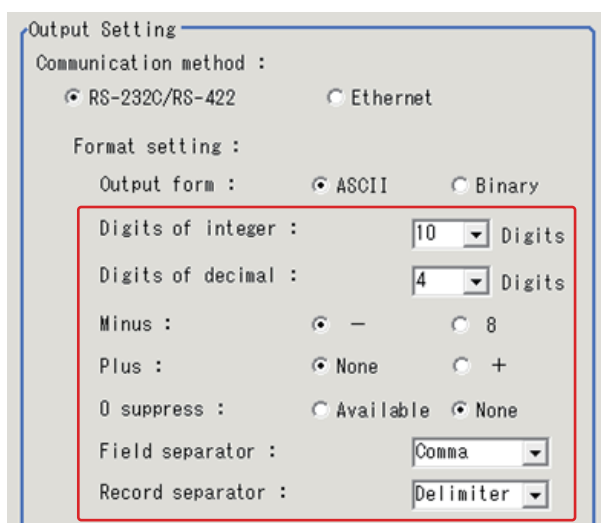 Output Setting
Communication method :
RS-232C/RS-422 Ethernet
Format setting :
Output form : ASCII Binary
Digits of integer : 10 Digits
Digits of decimal : 4 Digits
Minus : − 8
Plus : None +
0 suppress : Available None
Field separator : Comma
Record separator : Delimiter